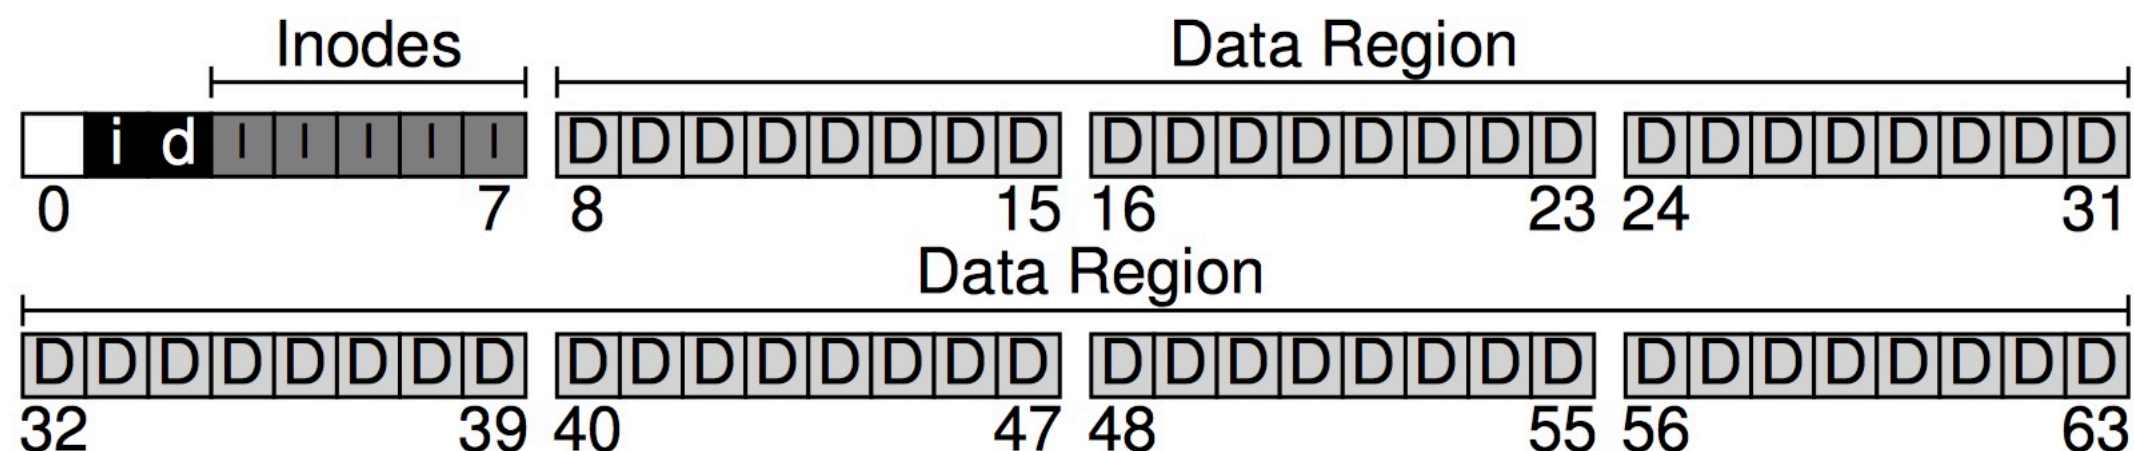 Inodes Data Region
i d I I I I I D D D D D D D D D D D D D D D D D D D D D D D D
0 7 8 15 16 23 24 31
Data Region
D D D D D D D D D D D D D D D D D D D D D D D D D D D D D D D D
32 39 40 47 48 55 56 63